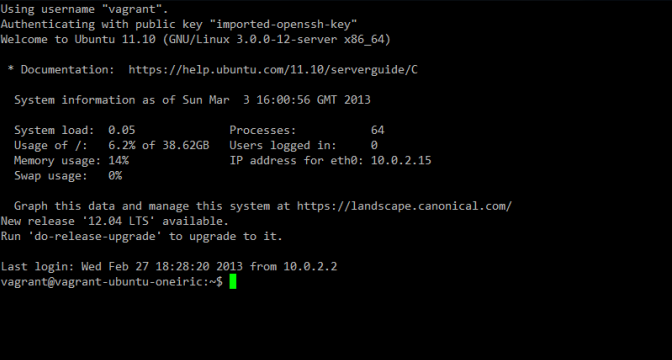 Using username "vagrant".
Authenticating with public key "imported-openssh-key"
Welcome to Ubuntu 11.10 (GNU/Linux 3.0.0-12-server x86_64)
* Documentation:  https://help.ubuntu.com/11.10/serverguide/C
System information as of Sun Mar  3 16:00:56 GMT 2013
System load:  0.05              Processes:           64
Usage of /:   6.2% of 38.62GB   Users logged in:     0
Memory usage: 14%               IP address for eth0: 10.0.2.15
Swap usage:   0%
Graph this data and manage this system at https://landscape.canonical.com/
New release '12.04 LTS' available.
Run 'do-release-upgrade' to upgrade to it.
Last login: Wed Feb 27 18:28:20 2013 from 10.0.2.2
vagrant@vagrant-ubuntu-oneiric:~$